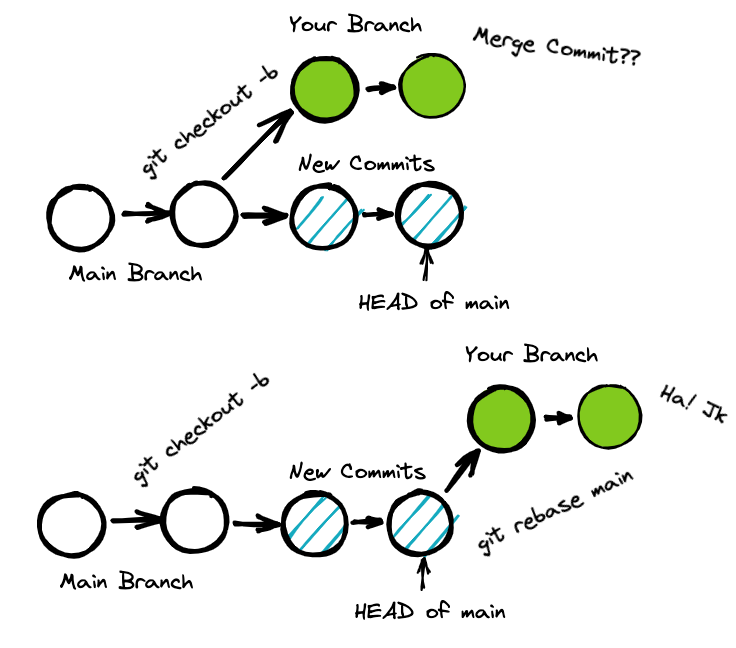 Your Branch
Merge Commit??
git checkout -b
New Commits
Main Branch
HEAD of main
Your Branch
git checkout -b
Ha! Jk
New Commits
git rebase main
Main Branch
HEAD of main